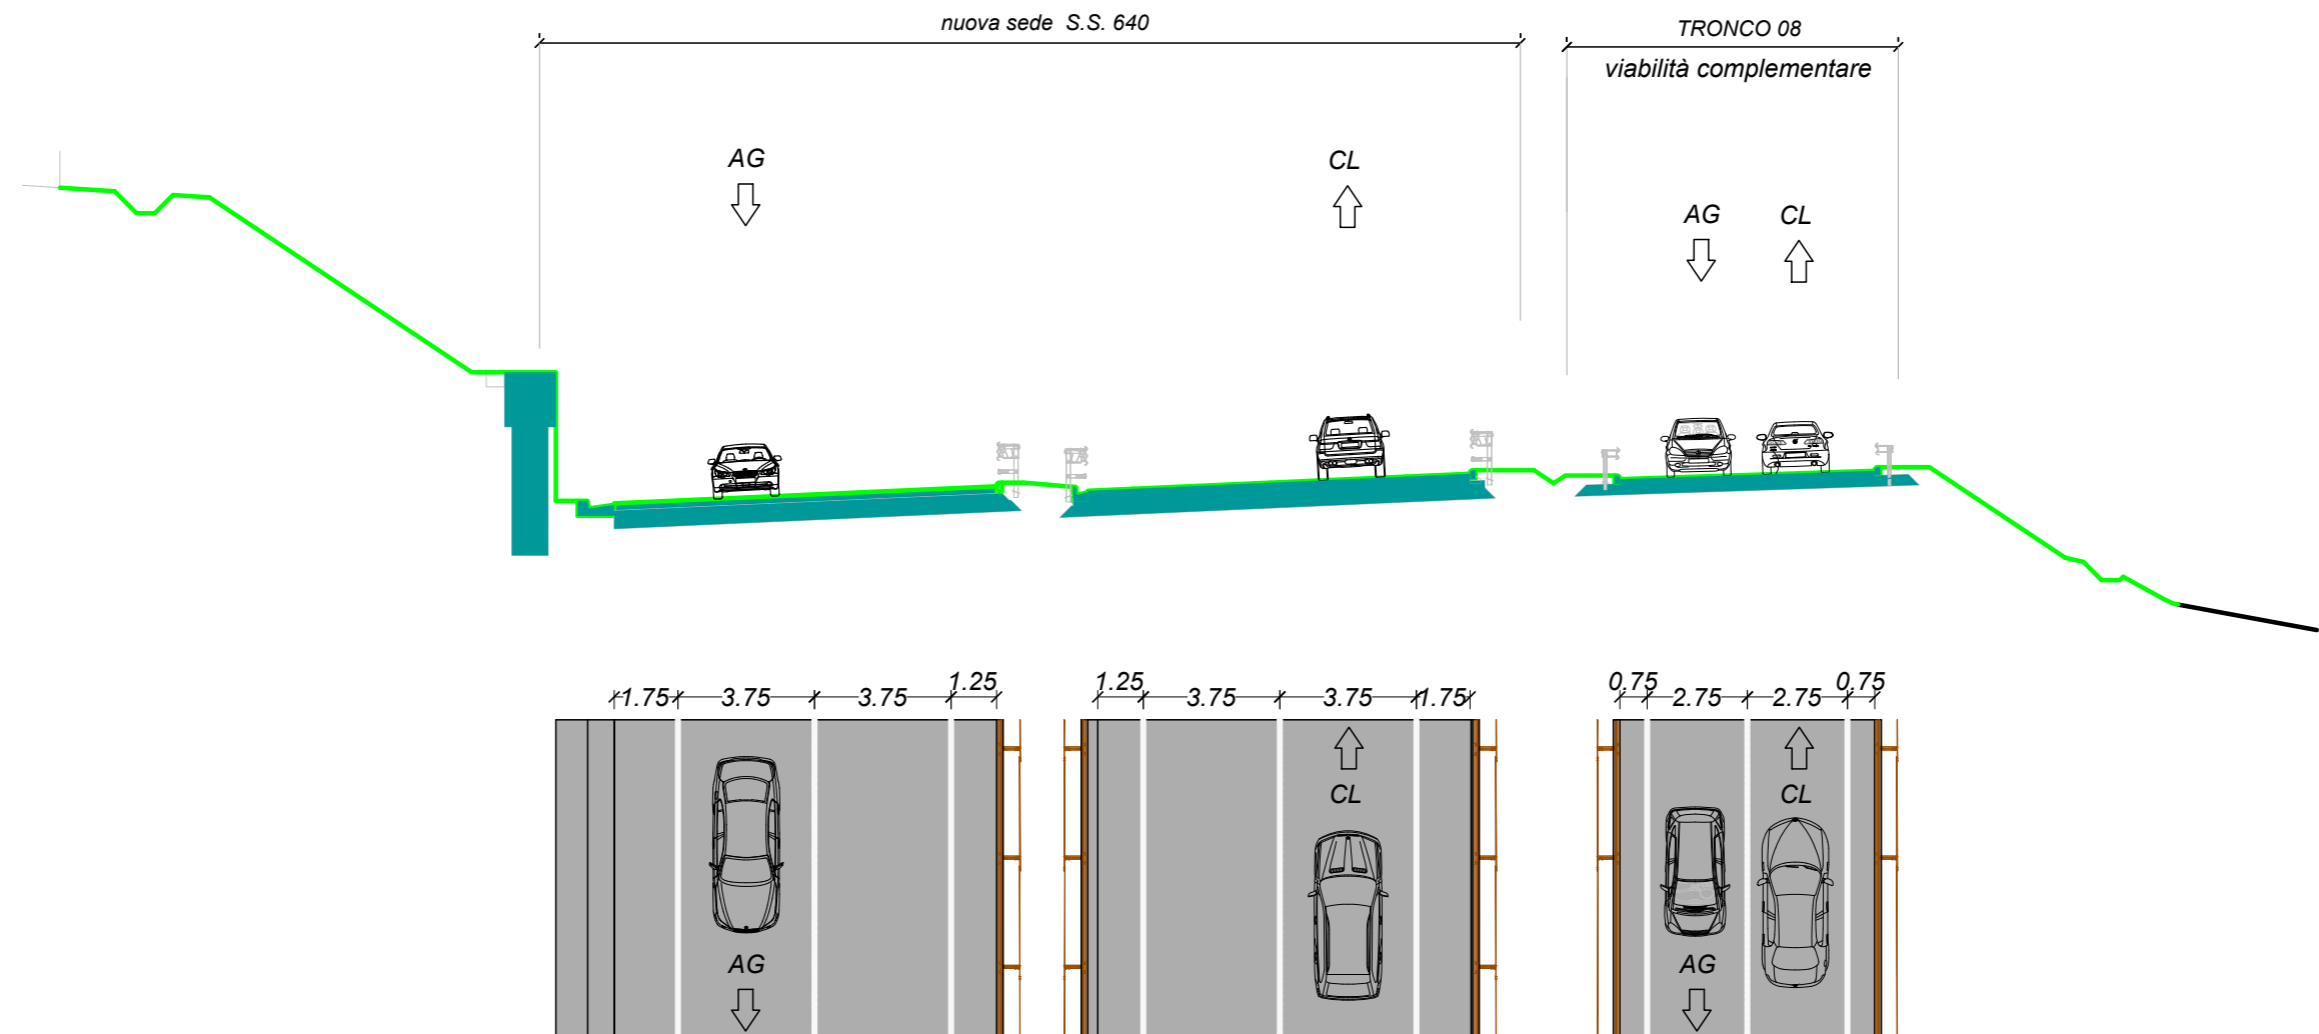 nuova sede S.S. 640
TRONCO 08
viabilità complementare
AG
CL
AG
CL
1.75 3.75 3.75 1.25
1.25 3.75 3.75 1.75
0.75 2.75 2.75 0.75
CL
CL
AG
AG